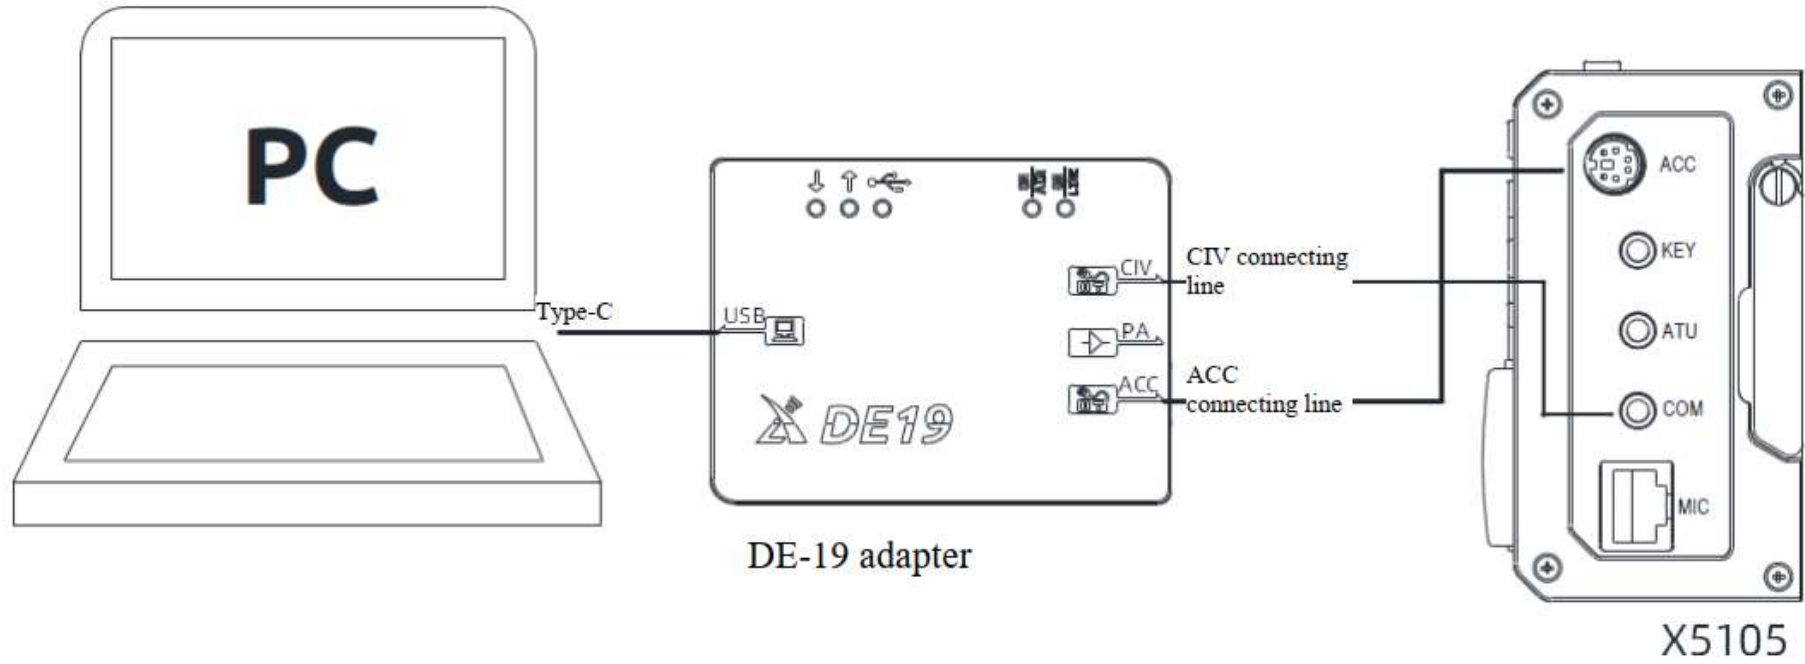 PC
Type-C
USB
DE19
CIV
PA
ACC
DE-19 adapter
CIV connecting
line
ACC
connecting line
ACC
KEY
ATU
COM
MIC
X5105